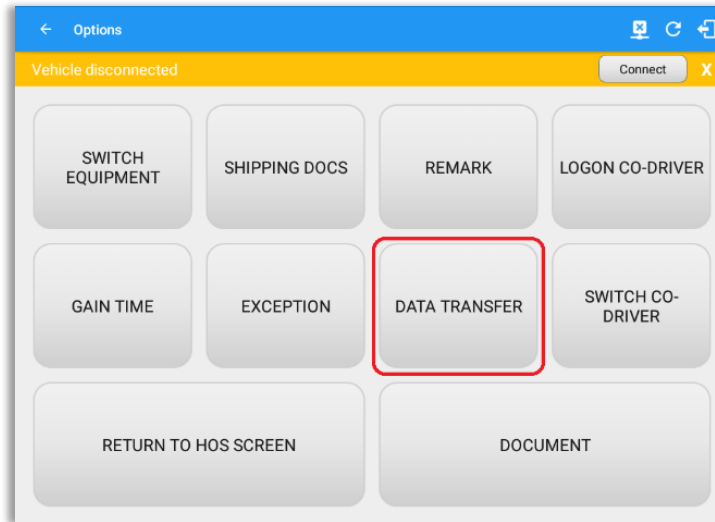 Options
Vehicle disconnected
Connect
X
SWITCH
EQUIPMENT
SHIPPING DOCS
REMARK
LOGON CO-DRIVER
GAIN TIME
EXCEPTION
DATA TRANSFER
SWITCH CO-
DRIVER
RETURN TO HOS SCREEN
DOCUMENT